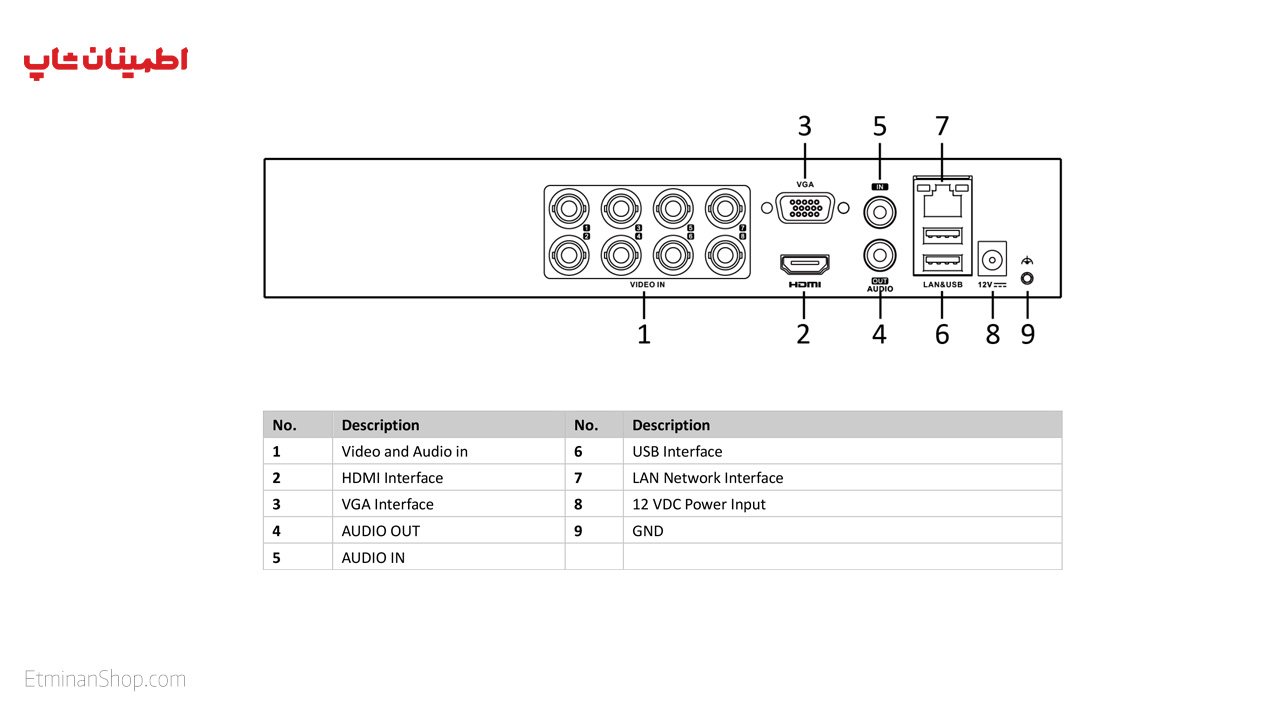 اطمینان شاپ
3 5 7
VGA IN
1 3 5 7
2 4 6 8
OUT
VIDEO IN HDMI AUDIO LAN&USB 12V
1 2 4 6 8 9
No. Description No. Description
1 Video and Audio in 6 USB Interface
2 HDMI Interface 7 LAN Network Interface
3 VGA Interface 8 12 VDC Power Input
4 AUDIO OUT 9 GND
5 AUDIO IN
EtminanShop.com